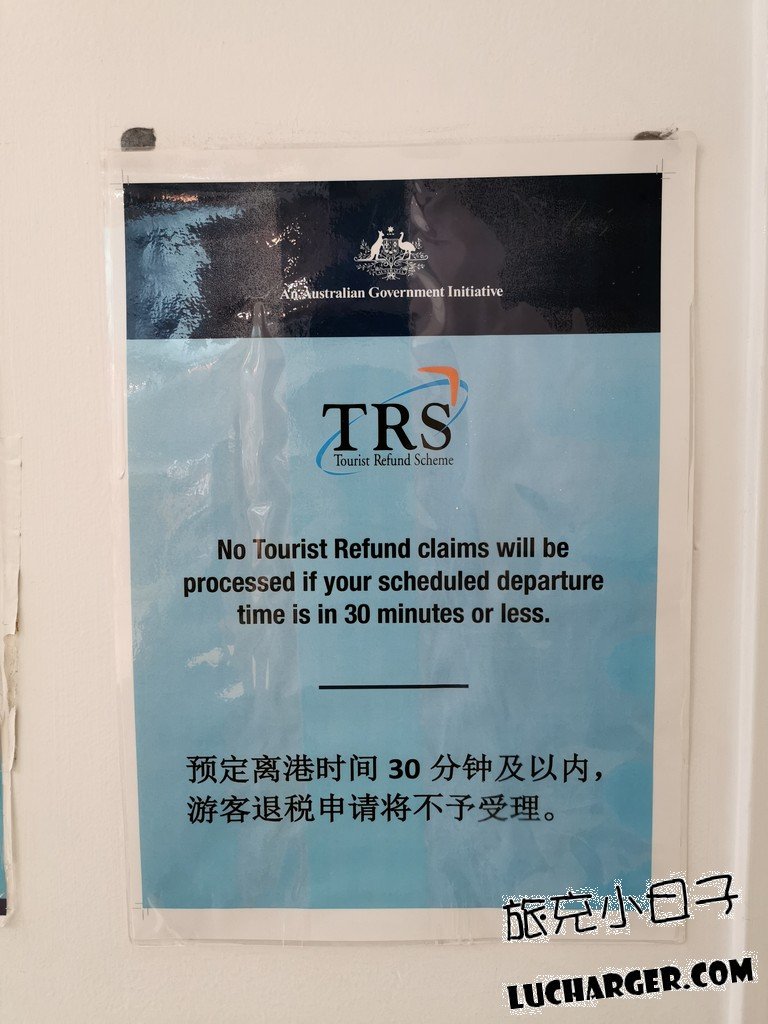 An Australian Government Initiative
TRS
Tourist Refund Scheme
No Tourist Refund claims will be
processed if your scheduled departure
time is in 30 minutes or less.
预定离港时间 30 分钟及以内，
游客退税申请将不予受理。
旅充小日子
LUCHARGER.COM